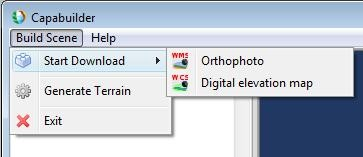 Capabuilder
Build Scene Help
Start Download
WMS Orthophoto
WCS Digital elevation map
Generate Terrain
Exit